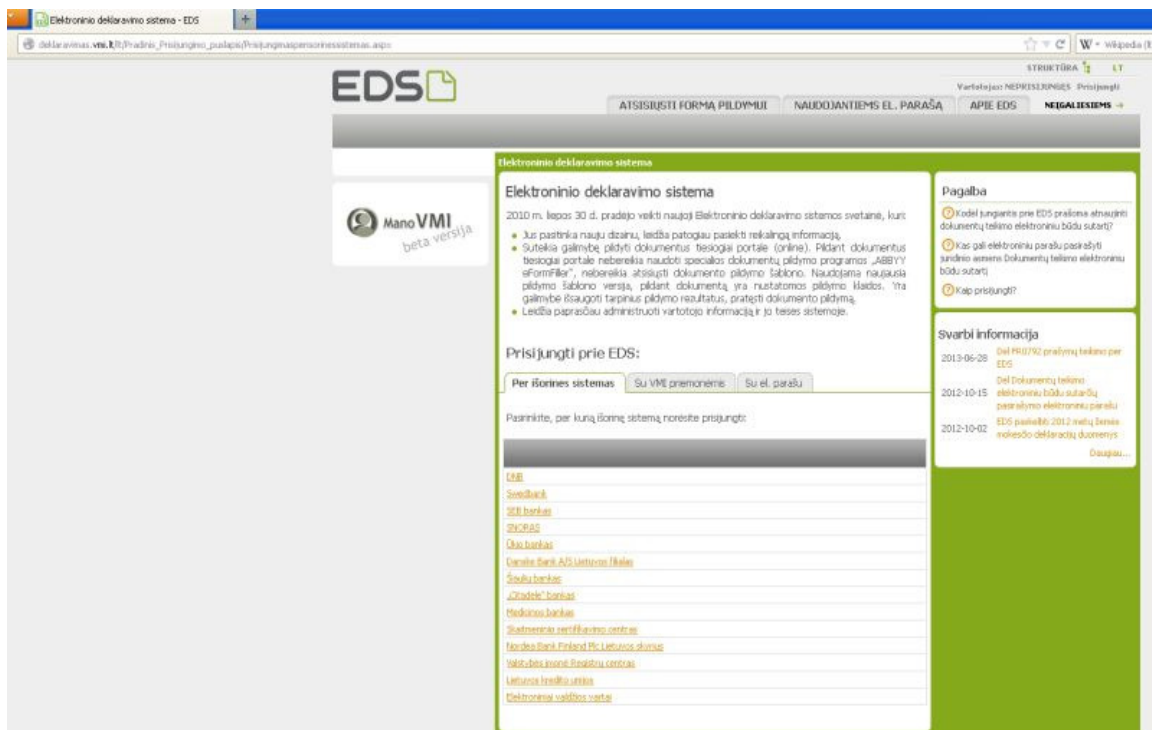 Elektroninio deklaravimo sistema - EDS
deklaravimas.vmi.lt/lt/Pradinis_Prisijungimo_puslapis/Prisijungimaspersorinessistemas.aspx
W - Wikipedia (lt
STRUKTŪRA LT
EDS
Vartotojas: NEPRISIJUNGĘS Prisijungti
ATSISIŲSTI FORMĄ PILDYMUI NAUDOJANTIEMS EL. PARAŠĄ APIE EDS NEĮGALIESIEMS →
Elektroninio deklaravimo sistema
Mano VMI
beta versija
Elektroninio deklaravimo sistema
2010 m. liepos 30 d. pradėjo veikti naujoji Elektroninio deklaravimo sistemos svetainė, kuri:
Jus pasitinka nauju dizainu, leidžia patogiau pasiekti reikalingą informaciją,
Suteikia galimybę pildyti dokumentus tiesiogiai portale (online). Pildant dokumentus
tiesiogiai portale nebereikia naudoti specialios dokumentų pildymo programos „ABBYY
eFormFiller", nebereikia atsisiųsti dokumento pildymo šablono. Naudojama naujausia
pildymo šablono versija, pildant dokumentą, yra nustatomos pildymo klaidos. Yra
galimybė išsaugoti tarpinius pildymo rezultatus, pratęsti dokumento pildymą,
Leidžia paprasčiau administruoti vartotojo informaciją ir jo teises sistemoje.
Prisijungti prie EDS:
Per išorines sistemas Su VMI priemonėmis Su el. parašu
Pasirinkite, per kurią išorinę sistemą norėsite prisijungti:
DNB
Swedbank
SEB bankas
SNORAS
Ūkio bankas
Danske Bank A/S Lietuvos filialas
Šiaulių bankas
„Citadele" bankas
Medicinos bankas
Skaitmeninio sertifikavimo centras
Nordea Bank Finland Plc Lietuvos skyrius
Valstybės įmonė Registrų centras
Lietuvos kredito unijos
Elektroniniai valdžios vartai
Pagalba
Kodėl jungiantis prie EDS prašoma atnaujinti
dokumentų teikimo elektroniniu būdu sutartį?
Kas gali elektroniniu parašu pasirašyti
juridinio asmens Dokumentų teikimo elektroniniu
būdu sutartį
Kaip prisijungti?
Svarbi informacija
2013-06-28 Dėl FR0792 prašymų teikimo per
EDS
2012-10-15 Dėl Dokumentų teikimo
elektroniniu būdu sutarčių
pasirašymo elektroniniu parašu
2012-10-02 EDS paskelbti 2012 metų žemės
mokesčio deklaracijų duomenys
Daugiau...